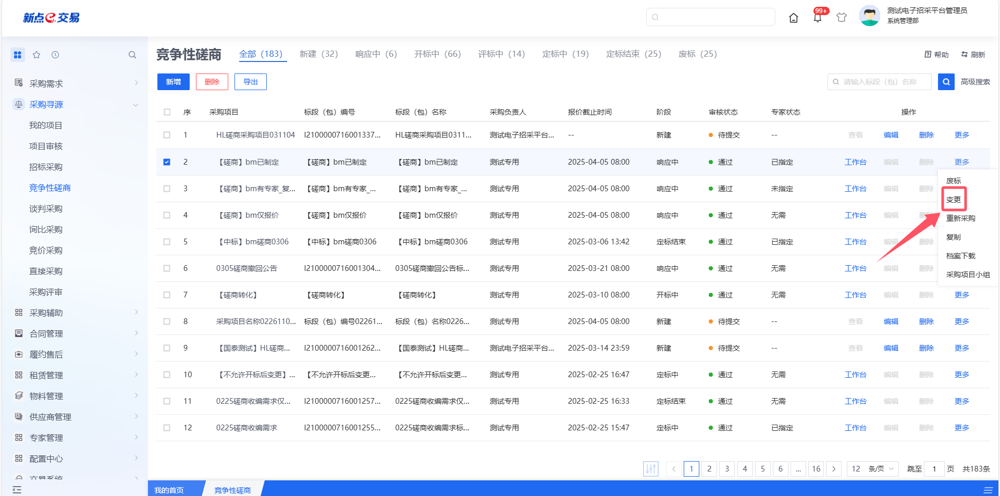 新点e交易
99+
测试电子招采平台管理员
系统管理部
采购需求
采购寻源
我的项目
项目审核
招标采购
竞争性磋商
谈判采购
询比采购
竞价采购
直接采购
采购评审
采购辅助
合同管理
履约售后
租赁管理
物料管理
供应商管理
专家管理
配置中心
交易系统
竞争性磋商 全部（183） 新建（32） 响应中（6） 开标中（66） 评标中（14） 定标中（19） 定标结束（25） 废标（25） 帮助 刷新
新增 删除 导出 请输入标段（包）名称 高级搜索
序 采购项目 标段（包）编号 标段（包）名称 采购负责人 报价截止时间 阶段 审核状态 专家状态 操作
1 HL磋商采购项目031104 I2100000716001337... HL磋商采购项目0311... 测试电子招采平台... -- 新建 待提交 -- 查看 编辑 删除 更多
2 【磋商】bm已制定 【磋商】bm已制定 【磋商】bm已制定 测试专用 2025-04-05 08:00 响应中 通过 已指定 工作台 编辑 删除 更多
3 【磋商】bm有专家_复... 【磋商】bm有专家_... 【磋商】bm有专家_... 测试专用 2025-04-05 08:00 响应中 通过 未指定 工作台 编辑 删除
4 【磋商】bm仅报价 【磋商】bm仅报价 【磋商】bm仅报价 测试专用 2025-04-05 08:00 响应中 通过 无需 工作台 编辑 删除
5 【中标】bm磋商0306 【中标】bm磋商0306 【中标】bm磋商0306 测试专用 2025-03-06 13:42 定标结束 通过 已指定 工作台 编辑 删除
6 0305磋商撤回公告 I2100000716001304... 0305磋商撤回公告标... 测试专用 2025-03-21 08:00 响应中 通过 无需 工作台 编辑 删除
7 【磋商转化】 【磋商转化】 【磋商转化】 测试专用 2025-03-10 08:00 开标中 通过 无需 工作台 编辑 删除 更多
8 采购项目名称0226110... 标段（包）编号02261... 标段（包）名称0226... 测试专用 2025-04-05 08:00 新建 待提交 -- 查看 编辑 删除 更多
9 【国泰测试】HL磋商... I2100000716001262... 【国泰测试】HL磋商... 测试电子招采平台... 2025-03-14 23:59 新建 待提交 -- 查看 编辑 删除 更多
10 【不允许开标后变更】... 【不允许开标后变更... 【不允许开标后变更... 测试专用 2025-02-25 16:47 定标中 通过 无需 工作台 编辑 删除 更多
11 0225磋商收编需求仅... I2100000716001257... 0225磋商收编需求仅... 测试专用 2025-02-25 16:33 定标结束 通过 无需 工作台 编辑 删除 更多
12 0225磋商收编需求 I2100000716001255... 0225磋商收编需求标... 测试专用 2025-02-25 15:47 定标中 通过 已指定 工作台 编辑 删除 更多
废标
变更
重新采购
复制
档案下载
采购项目小组
1 2 3 4 5 6 ... 16 12 条/页 跳至 1 页 共183条
我的首页 竞争性磋商